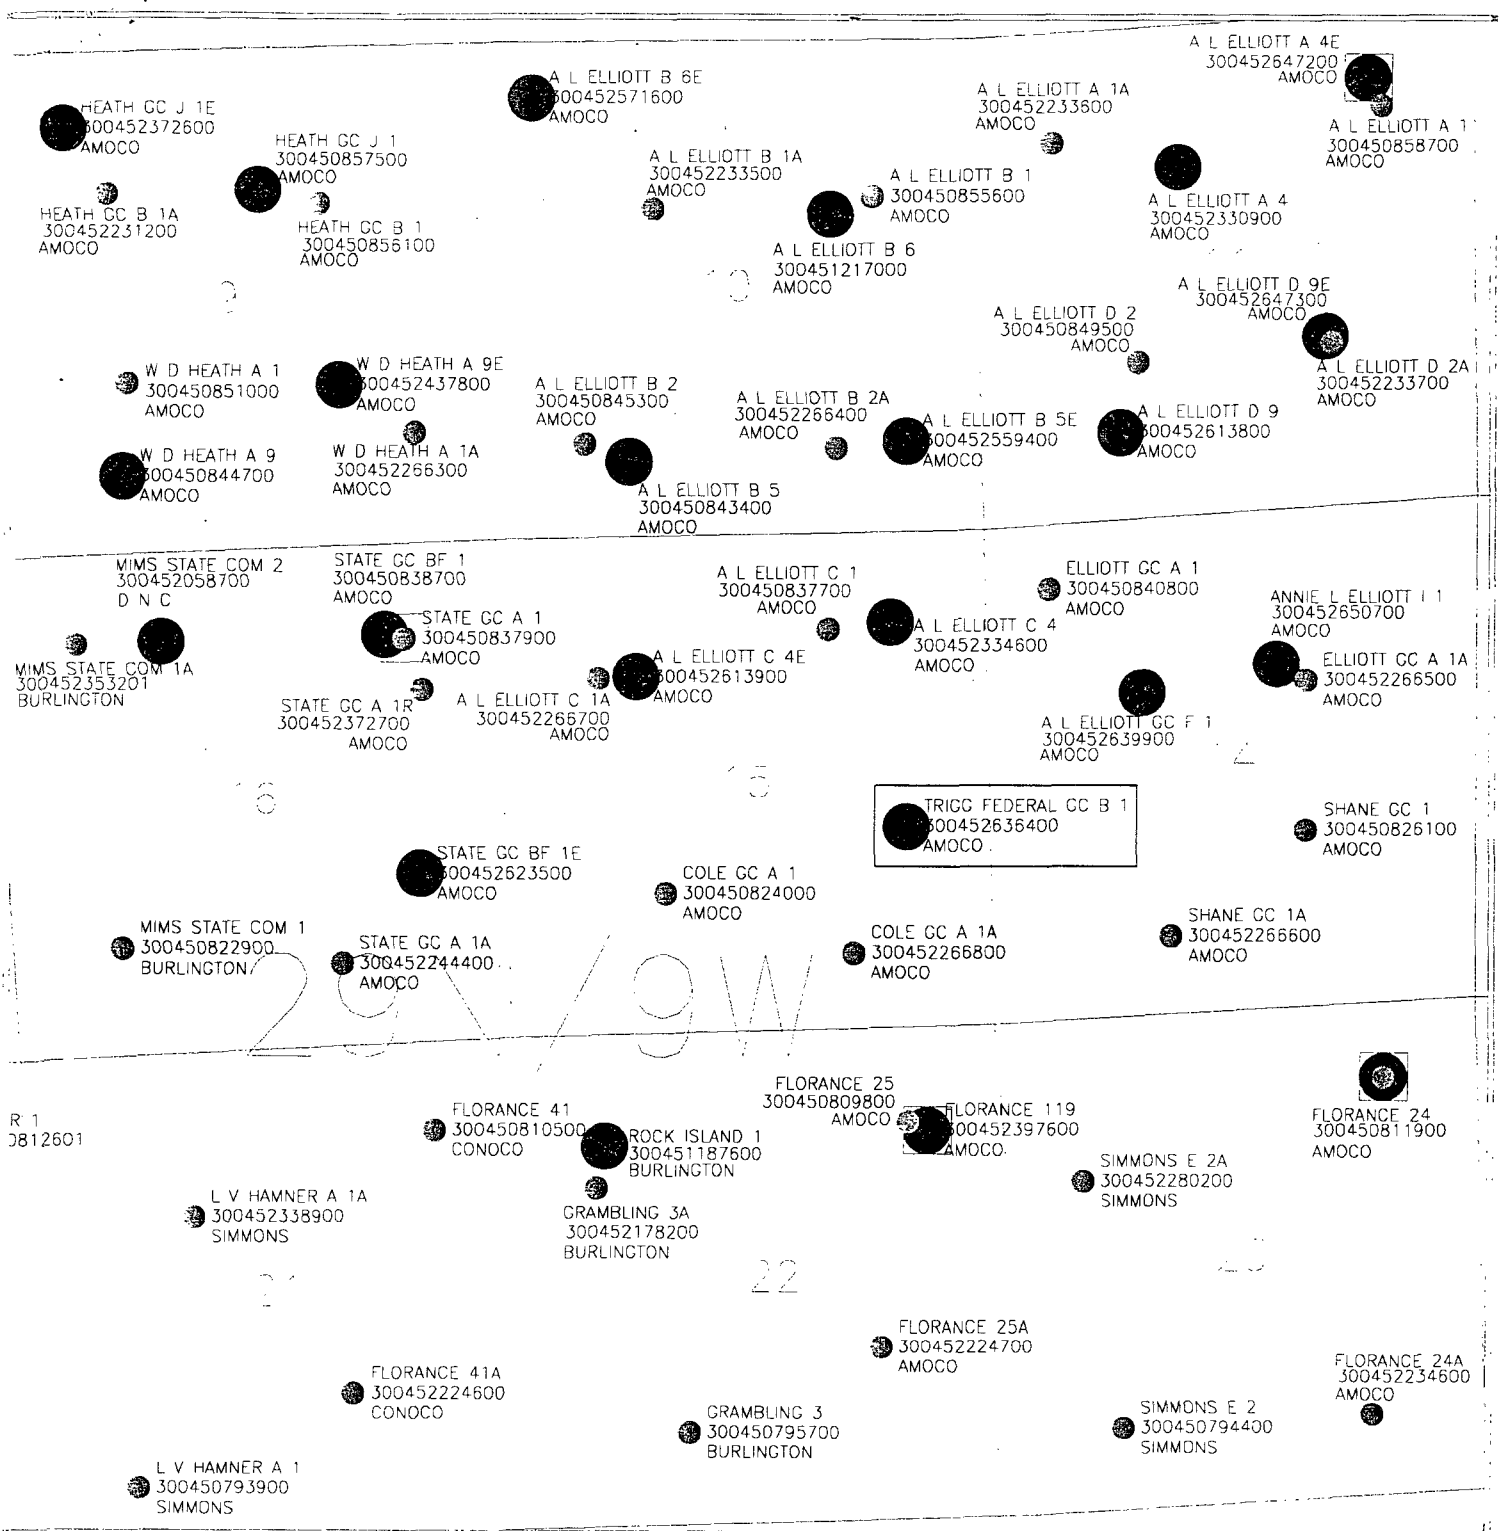 A L ELLIOTT A 4E
300452647200
AMOCO
A L ELLIOTT B 6E
300452571600
AMOCO
A L ELLIOTT A 1A
300452233600
AMOCO
HEATH GC J 1E
300452372600
AMOCO
A L ELLIOTT A 1
300450858700
AMOCO
HEATH GC J 1
300450857500
AMOCO
A L ELLIOTT B 1A
300452233500
AMOCO
A L ELLIOTT B 1
300450855600
AMOCO
A L ELLIOTT A 4
300452330900
AMOCO
HEATH GC B 1A
300452231200
AMOCO
HEATH GC B 1
300450856100
AMOCO
A L ELLIOTT B 6
300451217000
AMOCO
9
10
A L ELLIOTT D 9E
300452647300
AMOCO
A L ELLIOTT D 2
300450849500
AMOCO
A L ELLIOTT D 2A
300452233700
AMOCO
W D HEATH A 1
300450851000
AMOCO
W D HEATH A 9E
300452437800
AMOCO
A L ELLIOTT B 2
300450845300
AMOCO
A L ELLIOTT B 2A
300452266400
AMOCO
A L ELLIOTT B 5E
300452559400
AMOCO
A L ELLIOTT D 9
300452613800
AMOCO
W D HEATH A 9
300450844700
AMOCO
W D HEATH A 1A
300452266300
AMOCO
A L ELLIOTT B 5
300450843400
AMOCO
MIMS STATE COM 2
300452058700
D N C
STATE GC BF 1
300450838700
AMOCO
A L ELLIOTT C 1
300450837700
AMOCO
ELLIOTT GC A 1
300450840800
AMOCO
ANNIE L ELLIOTT I 1
300452650700
AMOCO
STATE GC A 1
300450837900
AMOCO
A L ELLIOTT C 4
300452334600
AMOCO
MIMS STATE COM 1A
300452353201
BURLINGTON
A L ELLIOTT C 4E
300452613900
AMOCO
ELLIOTT GC A 1A
300452266500
AMOCO
STATE GC A 1R
300452372700
AMOCO
A L ELLIOTT C 1A
300452266700
AMOCO
A L ELLIOTT GC F 1
300452639900
AMOCO
16
15
TRIGG FEDERAL GC B 1
300452636400
AMOCO
SHANE GC 1
300450826100
AMOCO
STATE GC BF 1E
300452623500
AMOCO
COLE GC A 1
300450824000
AMOCO
MIMS STATE COM 1
300450822900
BURLINGTON
STATE GC A 1A
300452244400
AMOCO
COLE GC A 1A
300452266800
AMOCO
SHANE GC 1A
300452266600
AMOCO
29N/9W
R 1
0812601
FLORANCE 41
300450810500
CONOCO
ROCK ISLAND 1
300451187600
BURLINGTON
FLORANCE 25
300450809800
AMOCO
FLORANCE 119
300452397600
AMOCO
FLORANCE 24
300450811900
AMOCO
SIMMONS E 2A
300452280200
SIMMONS
L V HAMNER A 1A
300452338900
SIMMONS
GRAMBLING 3A
300452178200
BURLINGTON
21
22
23
FLORANCE 25A
300452224700
AMOCO
FLORANCE 41A
300452224600
CONOCO
FLORANCE 24A
300452234600
AMOCO
GRAMBLING 3
300450795700
BURLINGTON
SIMMONS E 2
300450794400
SIMMONS
L V HAMNER A 1
300450793900
SIMMONS